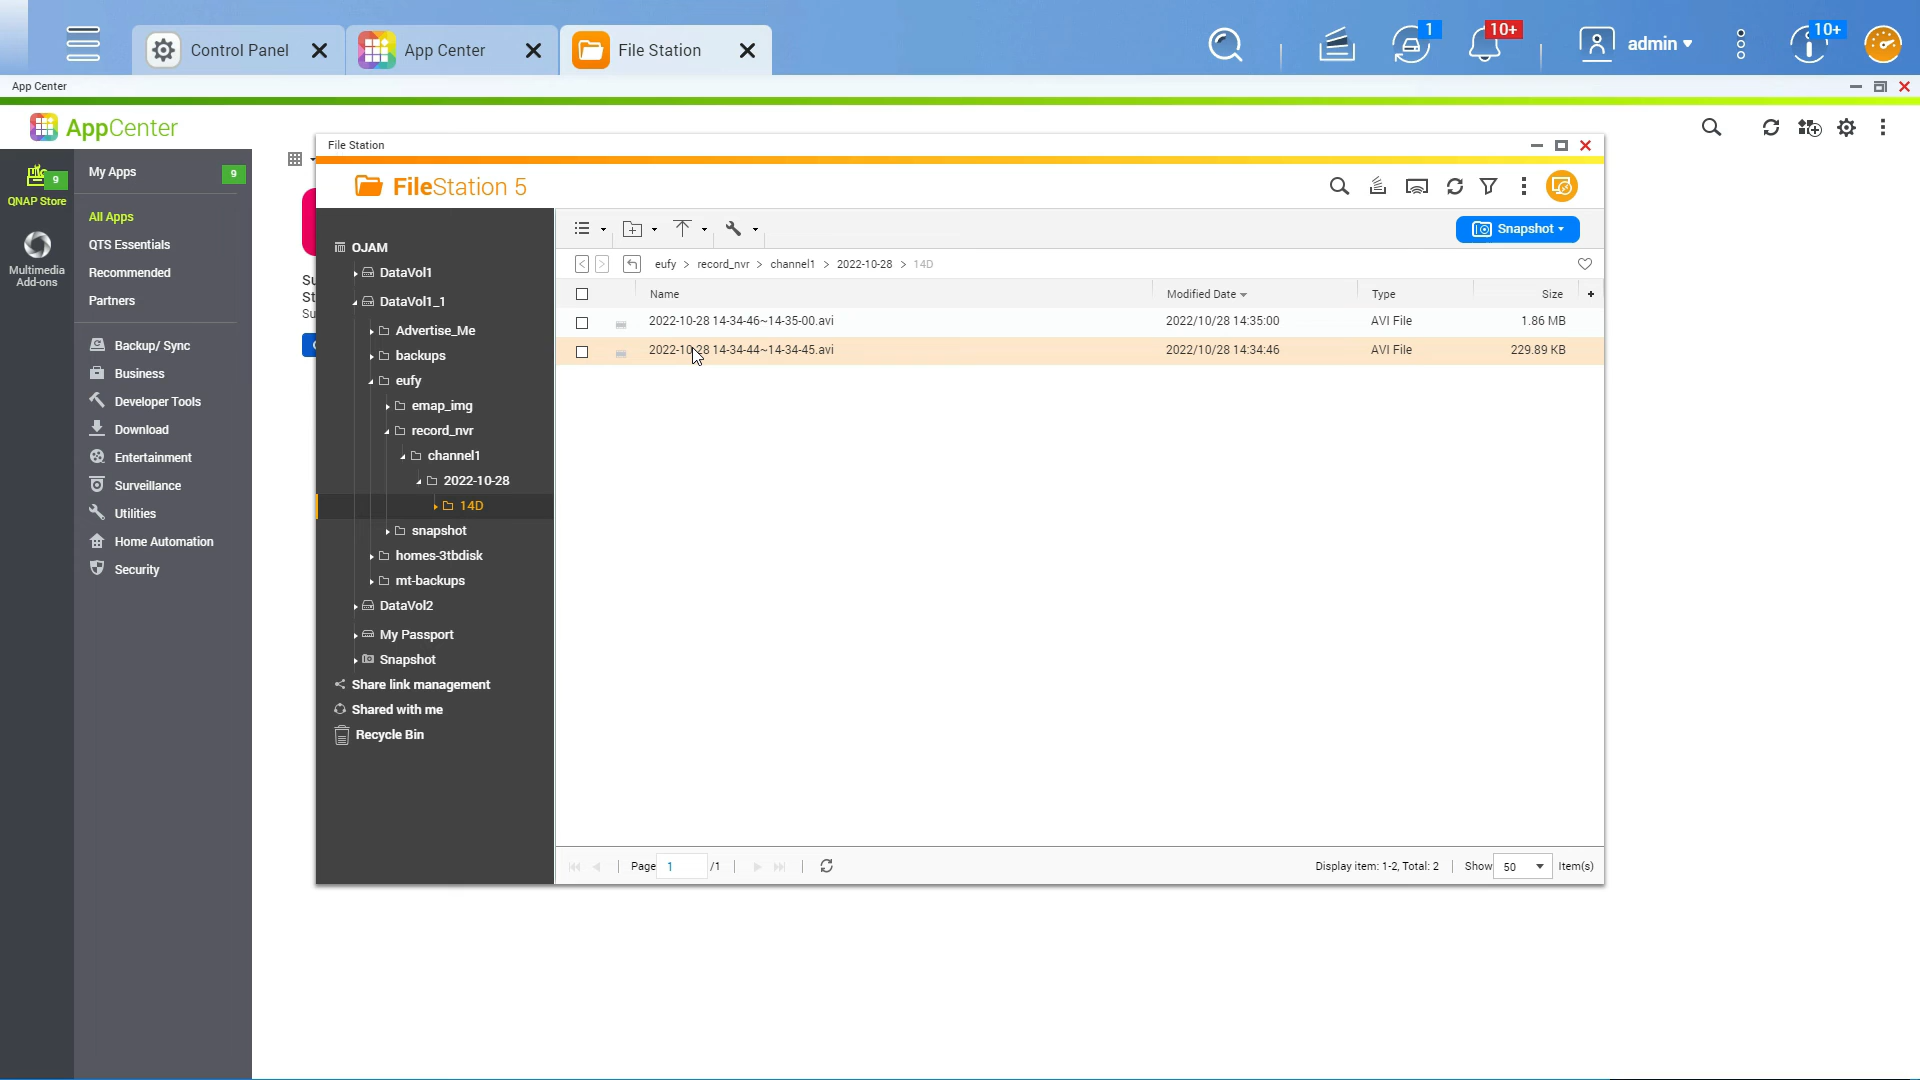 Control Panel
App Center
File Station
1
10+
admin
10+
App Center
AppCenter
9
QNAP Store
Multimedia
Add-ons
My Apps
9
All Apps
QTS Essentials
Recommended
Partners
Backup/ Sync
Business
Developer Tools
Download
Entertainment
Surveillance
Utilities
Home Automation
Security
Su
St
Su
File Station
FileStation 5
OJAM
DataVol1
DataVol1_1
Advertise_Me
backups
eufy
emap_img
record_nvr
channel1
2022-10-28
14D
snapshot
homes-3tbdisk
mt-backups
DataVol2
My Passport
Snapshot
Share link management
Shared with me
Recycle Bin
Snapshot
eufy > record_nvr > channel1 > 2022-10-28 > 14D
Name Modified Date Type Size +
2022-10-28 14-34-46~14-35-00.avi 2022/10/28 14:35:00 AVI File 1.86 MB
2022-10-28 14-34-44~14-34-45.avi 2022/10/28 14:34:46 AVI File 229.89 KB
Page 1 /1 Display item: 1-2, Total: 2 Show 50 Item(s)